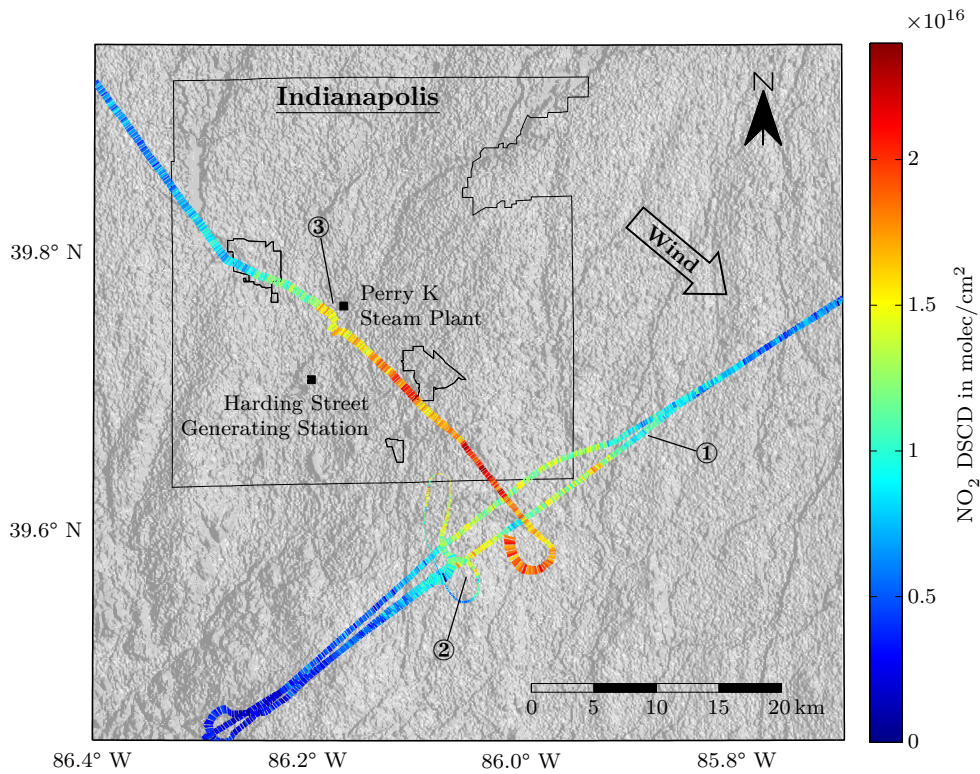 ×10¹⁶
Indianapolis
N
2
39.8° N
③
Wind
Perry K
Steam Plant
1.5
Harding Street
Generating Station
①
1
39.6° N
0.5
②
0 5 10 15 20 km
0
86.4° W 86.2° W 86.0° W 85.8° W
NO₂ DSCD in molec/cm²